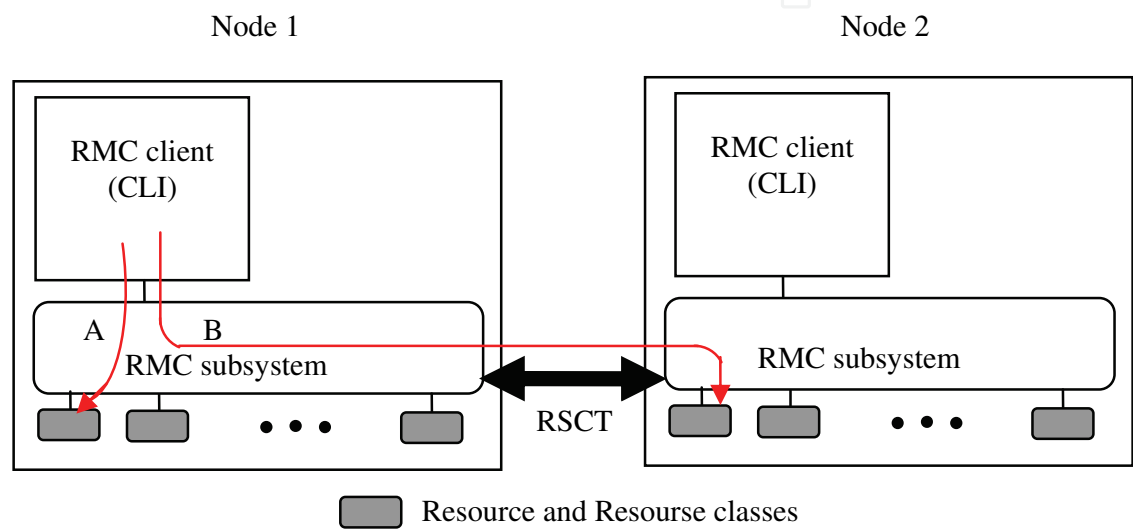 Node 1
Node 2
RMC client
(CLI)
RMC client
(CLI)
A
B
RMC subsystem
RMC subsystem
RSCT
Resource and Resourse classes